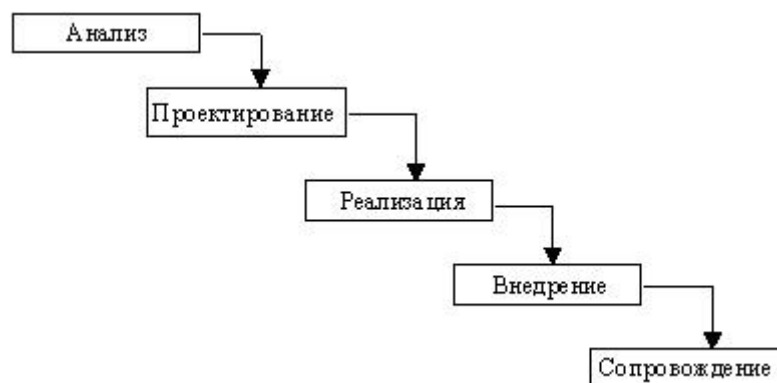 Анализ
Проектирование
Реализация
Внедрение
Сопровождение